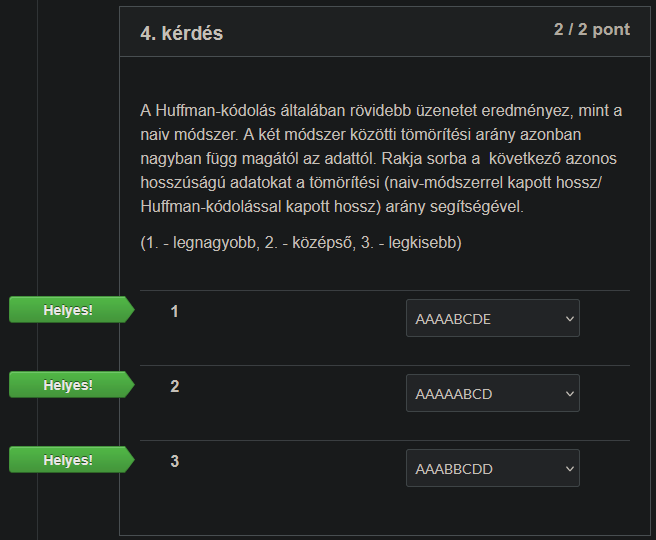 4. kérdés
2 / 2 pont
A Huffman-kódolás általában rövidebb üzenetet eredményez, mint a
naiv módszer. A két módszer közötti tömörítési arány azonban
nagyban függ magától az adattól. Rakja sorba a  következő azonos
hosszúságú adatokat a tömörítési (naiv-módszerrel kapott hossz/
Huffman-kódolással kapott hossz) arány segítségével.
(1. - legnagyobb, 2. - középső, 3. - legkisebb)
Helyes!
1
AAAABCDE
Helyes!
2
AAAAABCD
Helyes!
3
AAABBCDD